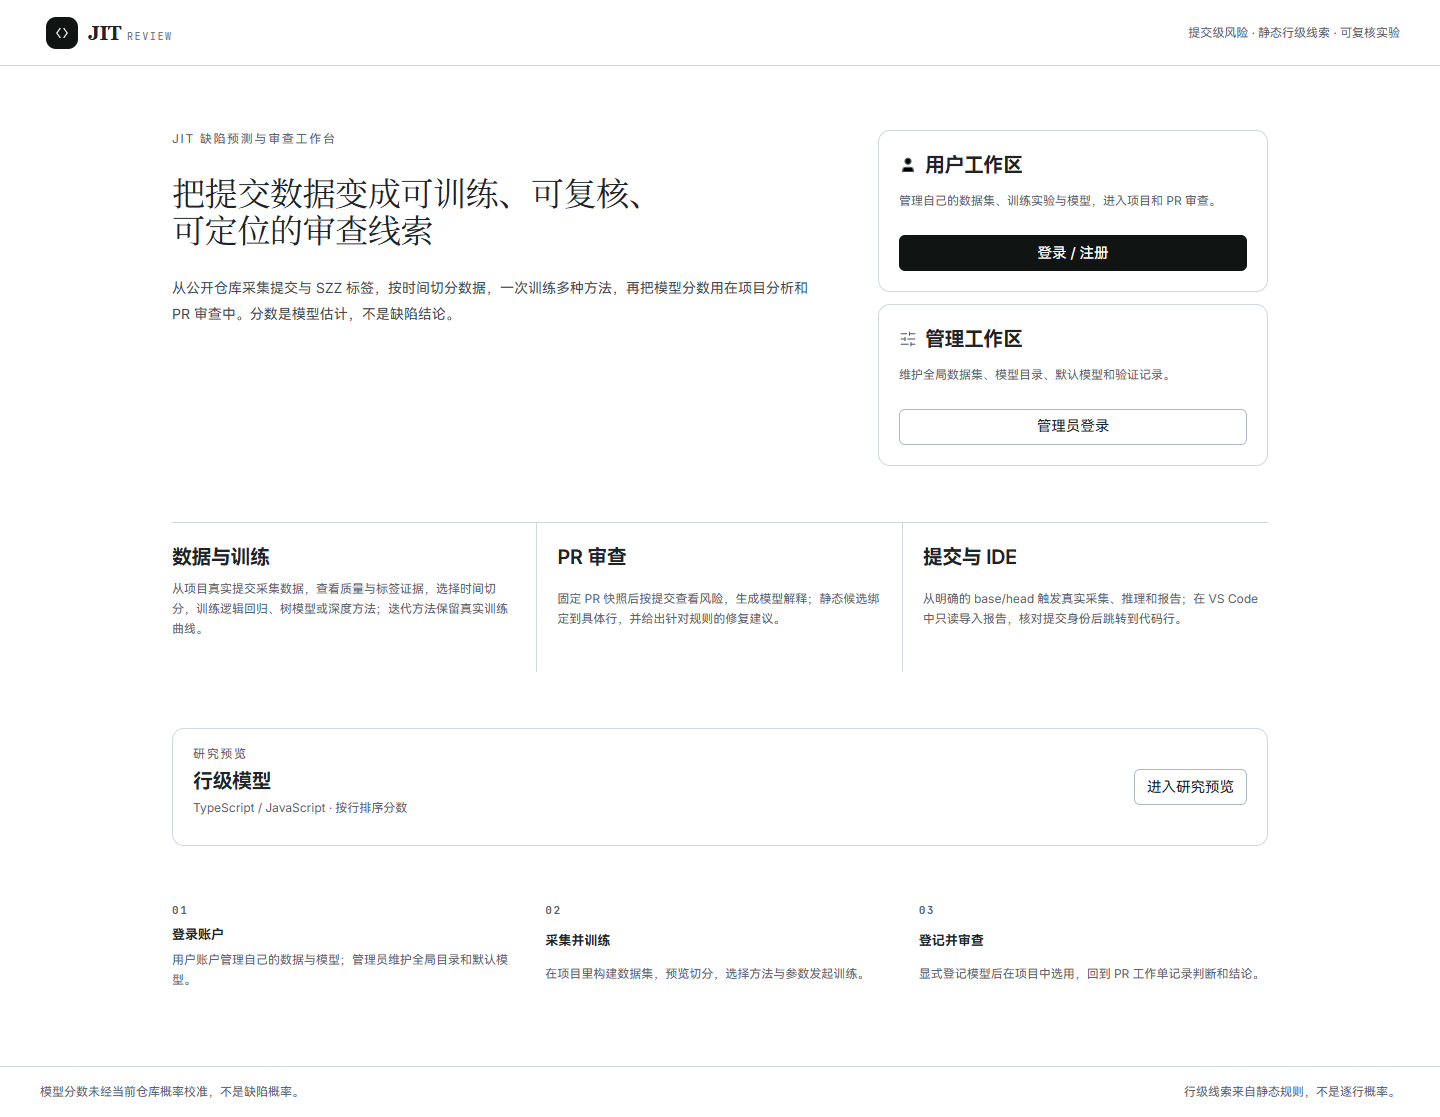 JIT REVIEW
提交级风险 · 静态行级线索 · 可复核实验
JIT 缺陷预测与审查工作台
把提交数据变成可训练、可复核、
可定位的审查线索
从公开仓库采集提交与 SZZ 标签，按时间切分数据，一次训练多种方法，再把模型分数用在项目分析和
PR 审查中。分数是模型估计，不是缺陷结论。
用户工作区
管理自己的数据集、训练实验与模型，进入项目和 PR 审查。
登录 / 注册
管理工作区
维护全局数据集、模型目录、默认模型和验证记录。
管理员登录
数据与训练
从项目真实提交采集数据，查看质量与标签证据，选择时间切
分，训练逻辑回归、树模型或深度方法；迭代方法保留真实训练
曲线。
PR 审查
固定 PR 快照后按提交查看风险，生成模型解释；静态候选绑
定到具体行，并给出针对规则的修复建议。
提交与 IDE
从明确的 base/head 触发真实采集、推理和报告；在 VS Code
中只读导入报告，核对提交身份后跳转到代码行。
研究预览
行级模型
TypeScript / JavaScript · 按行排序分数
进入研究预览
01
登录账户
用户账户管理自己的数据与模型；管理员维护全局目录和默认模
型。
02
采集并训练
在项目里构建数据集，预览切分，选择方法与参数发起训练。
03
登记并审查
显式登记模型后在项目中选用，回到 PR 工作单记录判断和结论。
模型分数未经当前仓库概率校准，不是缺陷概率。
行级线索来自静态规则，不是逐行概率。